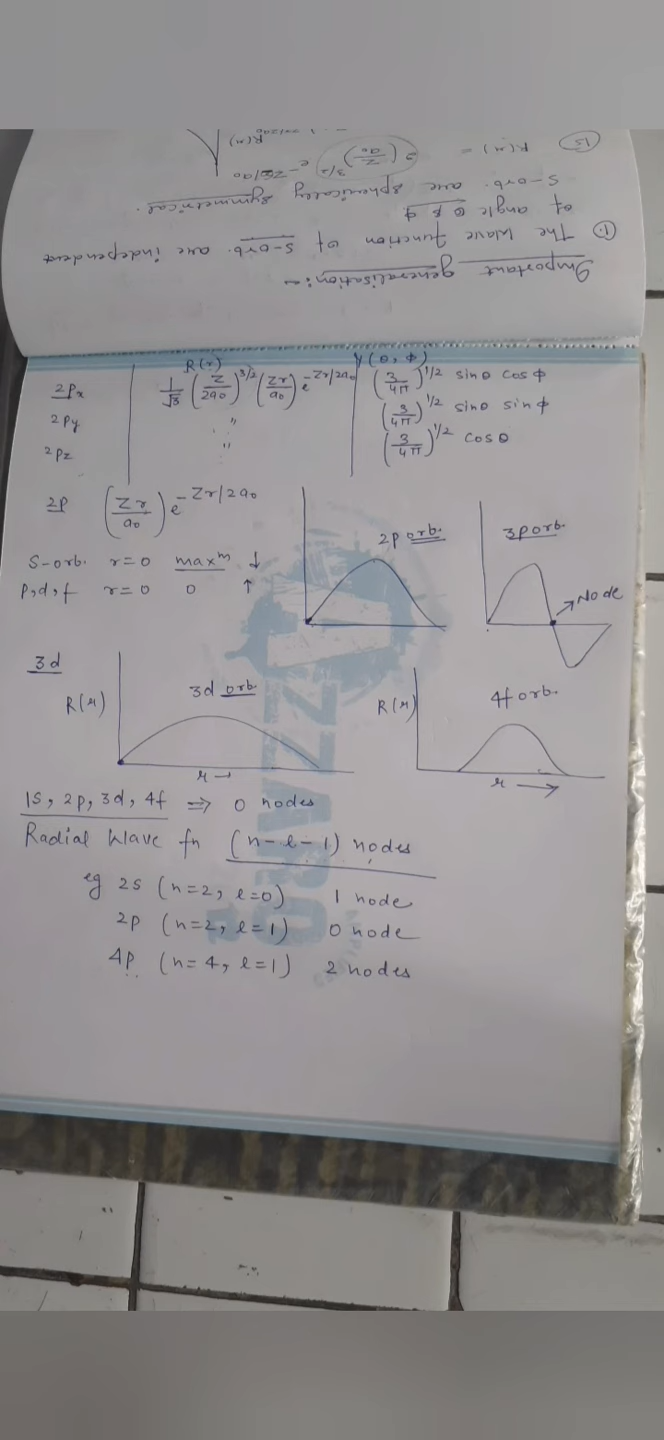 Important generalisation:-
① The Wave function of s-orb. are independent
of angle θ & ϕ
s-orb. are spherically symmetrical.
1s R(r) = 2 (Z/a₀)^3/2 e^-Zr/a₀
R(r)
R(r) Y(θ,ϕ)
2Px 1/√3 (Z/2a₀)^3/2 (Zr/a₀) e^-Zr/2a₀ (3/4π)^1/2 sinθ cosϕ
2Py " (3/4π)^1/2 sinθ sinϕ
2Pz " (3/4π)^1/2 cosθ
2P (Zr/a₀) e^-Zr/2a₀
2p orb.
3p orb.
S-orb. r=0 maxᵐ ↓
P,d,f r=0 0 ↑
→Node
3d
R(r) 3d orb.
r→
R(r) 4f orb.
r →
1S, 2p, 3d, 4f ⇒ 0 nodes
Radial Wave fn (n-l-1) nodes
eg 2s (n=2, l=0) 1 node
2p (n=2, l=1) 0 node
4p (n=4, l=1) 2 nodes
AZZARO